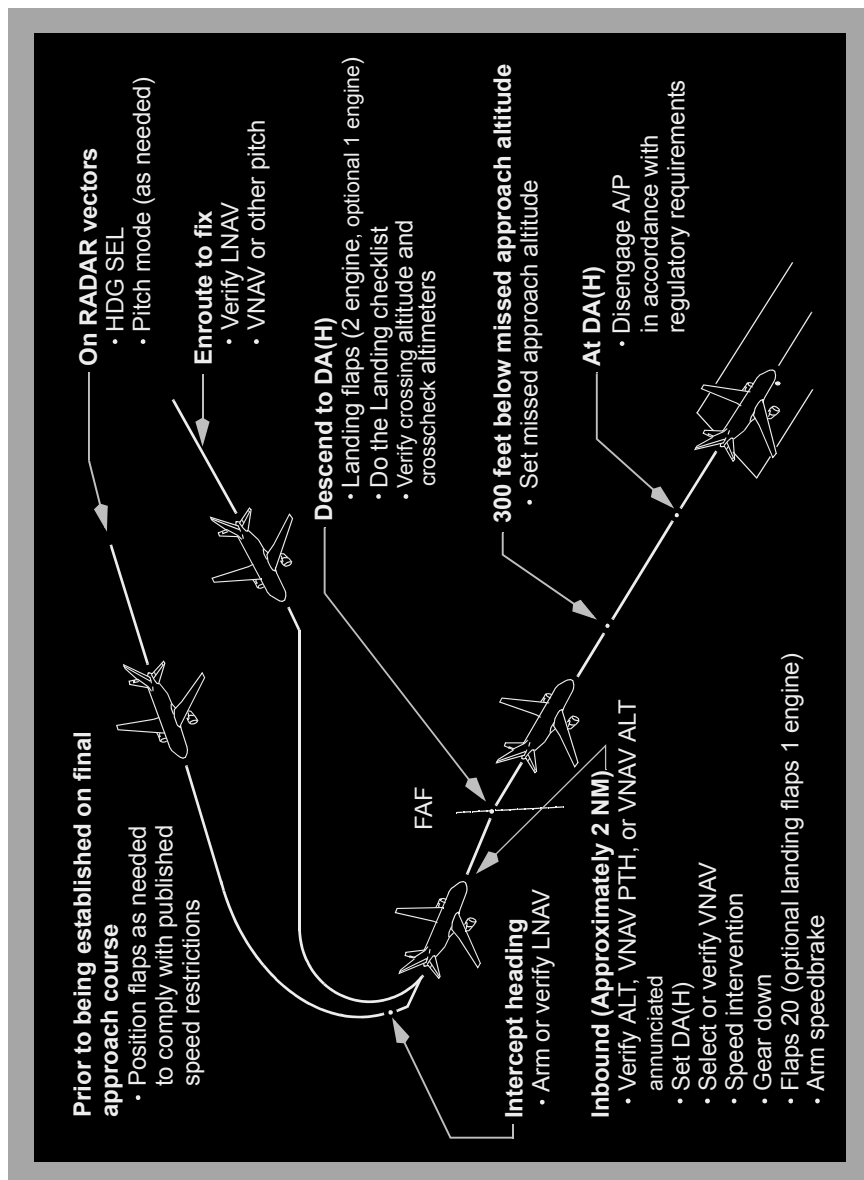 On RADAR vectors
· HDG SEL
· Pitch mode (as needed)
Enroute to fix
· Verify LNAV
· VNAV or other pitch
Prior to being established on final
approach course
· Position flaps as needed
to comply with published
speed restrictions
Descend to DA(H)
· Landing flaps (2 engine, optional 1 engine)
· Do the Landing checklist
· Verify crossing altitude and
crosscheck altimeters
FAF
Intercept heading
· Arm or verify LNAV
300 feet below missed approach altitude
· Set missed approach altitude
Inbound (Approximately 2 NM)
· Verify ALT, VNAV PTH, or VNAV ALT
annunciated
· Set DA(H)
· Select or verify VNAV
· Speed intervention
· Gear down
· Flaps 20 (optional landing flaps 1 engine)
· Arm speedbrake
At DA(H)
· Disengage A/P
in accordance with
regulatory requirements